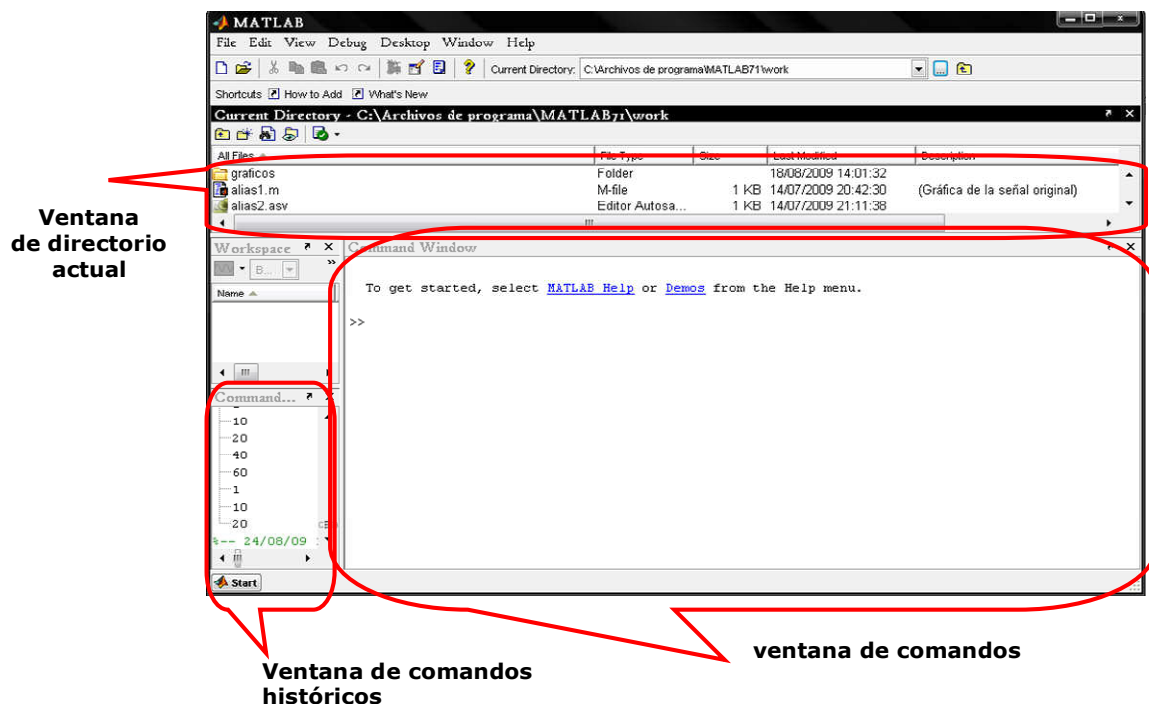 MATLAB
File Edit View Debug Desktop Window Help
Current Directory: C:\Archivos de programa\MATLAB71\work
Shortcuts How to Add What's New
Current Directory - C:\Archivos de programa\MATLAB71\work
All Files File Type Size Last Modified Description
graficos Folder 18/08/2009 14:01:32
alias1.m M-file 1 KB 14/07/2009 20:42:30 (Gráfica de la señal original)
alias2.asv Editor Autosa... 1 KB 14/07/2009 21:11:38
Ventana
de directorio
actual
Workspace
B...
Name
Command Window
To get started, select MATLAB Help or Demos from the Help menu.
>>
Command...
10
20
40
60
1
10
20
%-- 24/08/09
Start
ventana de comandos
Ventana de comandos
históricos